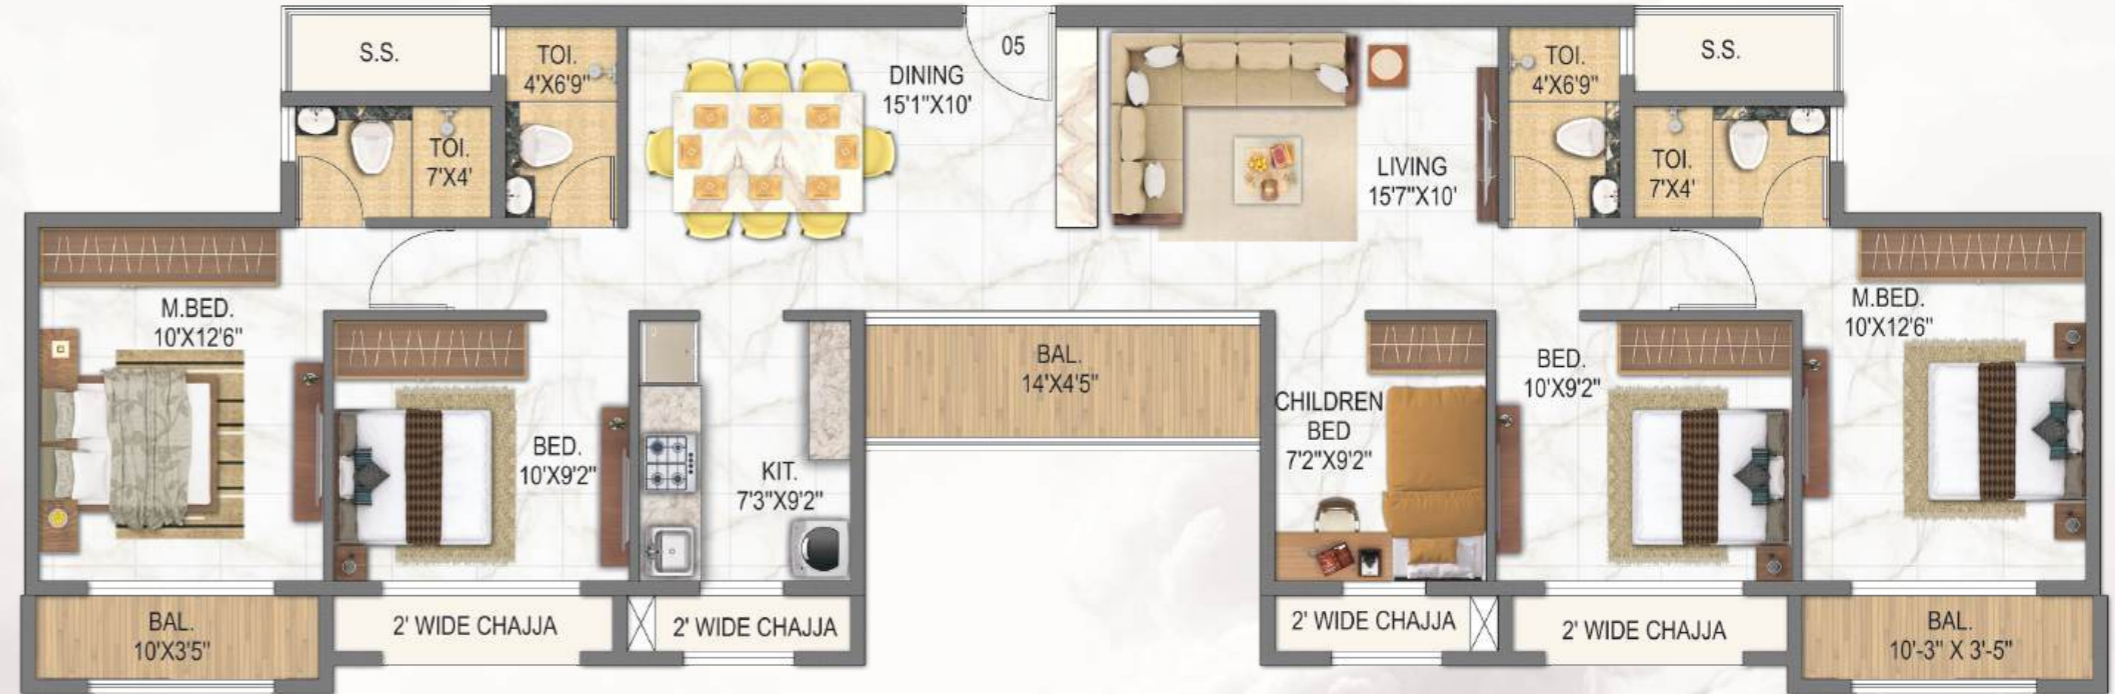 S.S.
TOI.
4'X6'9"
DINING
15'1"X10'
05
TOI.
4'X6'9"
S.S.
TOI.
7'X4'
LIVING
15'7"X10'
TOI.
7'X4'
M.BED.
10'X12'6"
BED.
10'X9'2"
KIT.
7'3"X9'2"
BAL.
14'X4'5"
CHILDREN
BED
7'2"X9'2"
BED.
10'X9'2"
M.BED.
10'X12'6"
BAL.
10'X3'5"
2' WIDE CHAJJA
2' WIDE CHAJJA
2' WIDE CHAJJA
2' WIDE CHAJJA
BAL.
10'-3" X 3'-5"